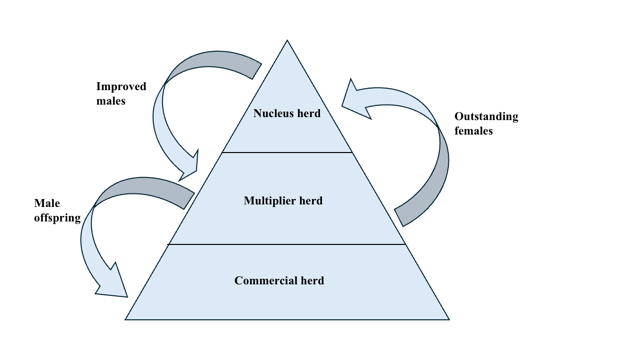 Improved
males
Nucleus herd
Outstanding
females
Male
offspring
Multiplier herd
Commercial herd